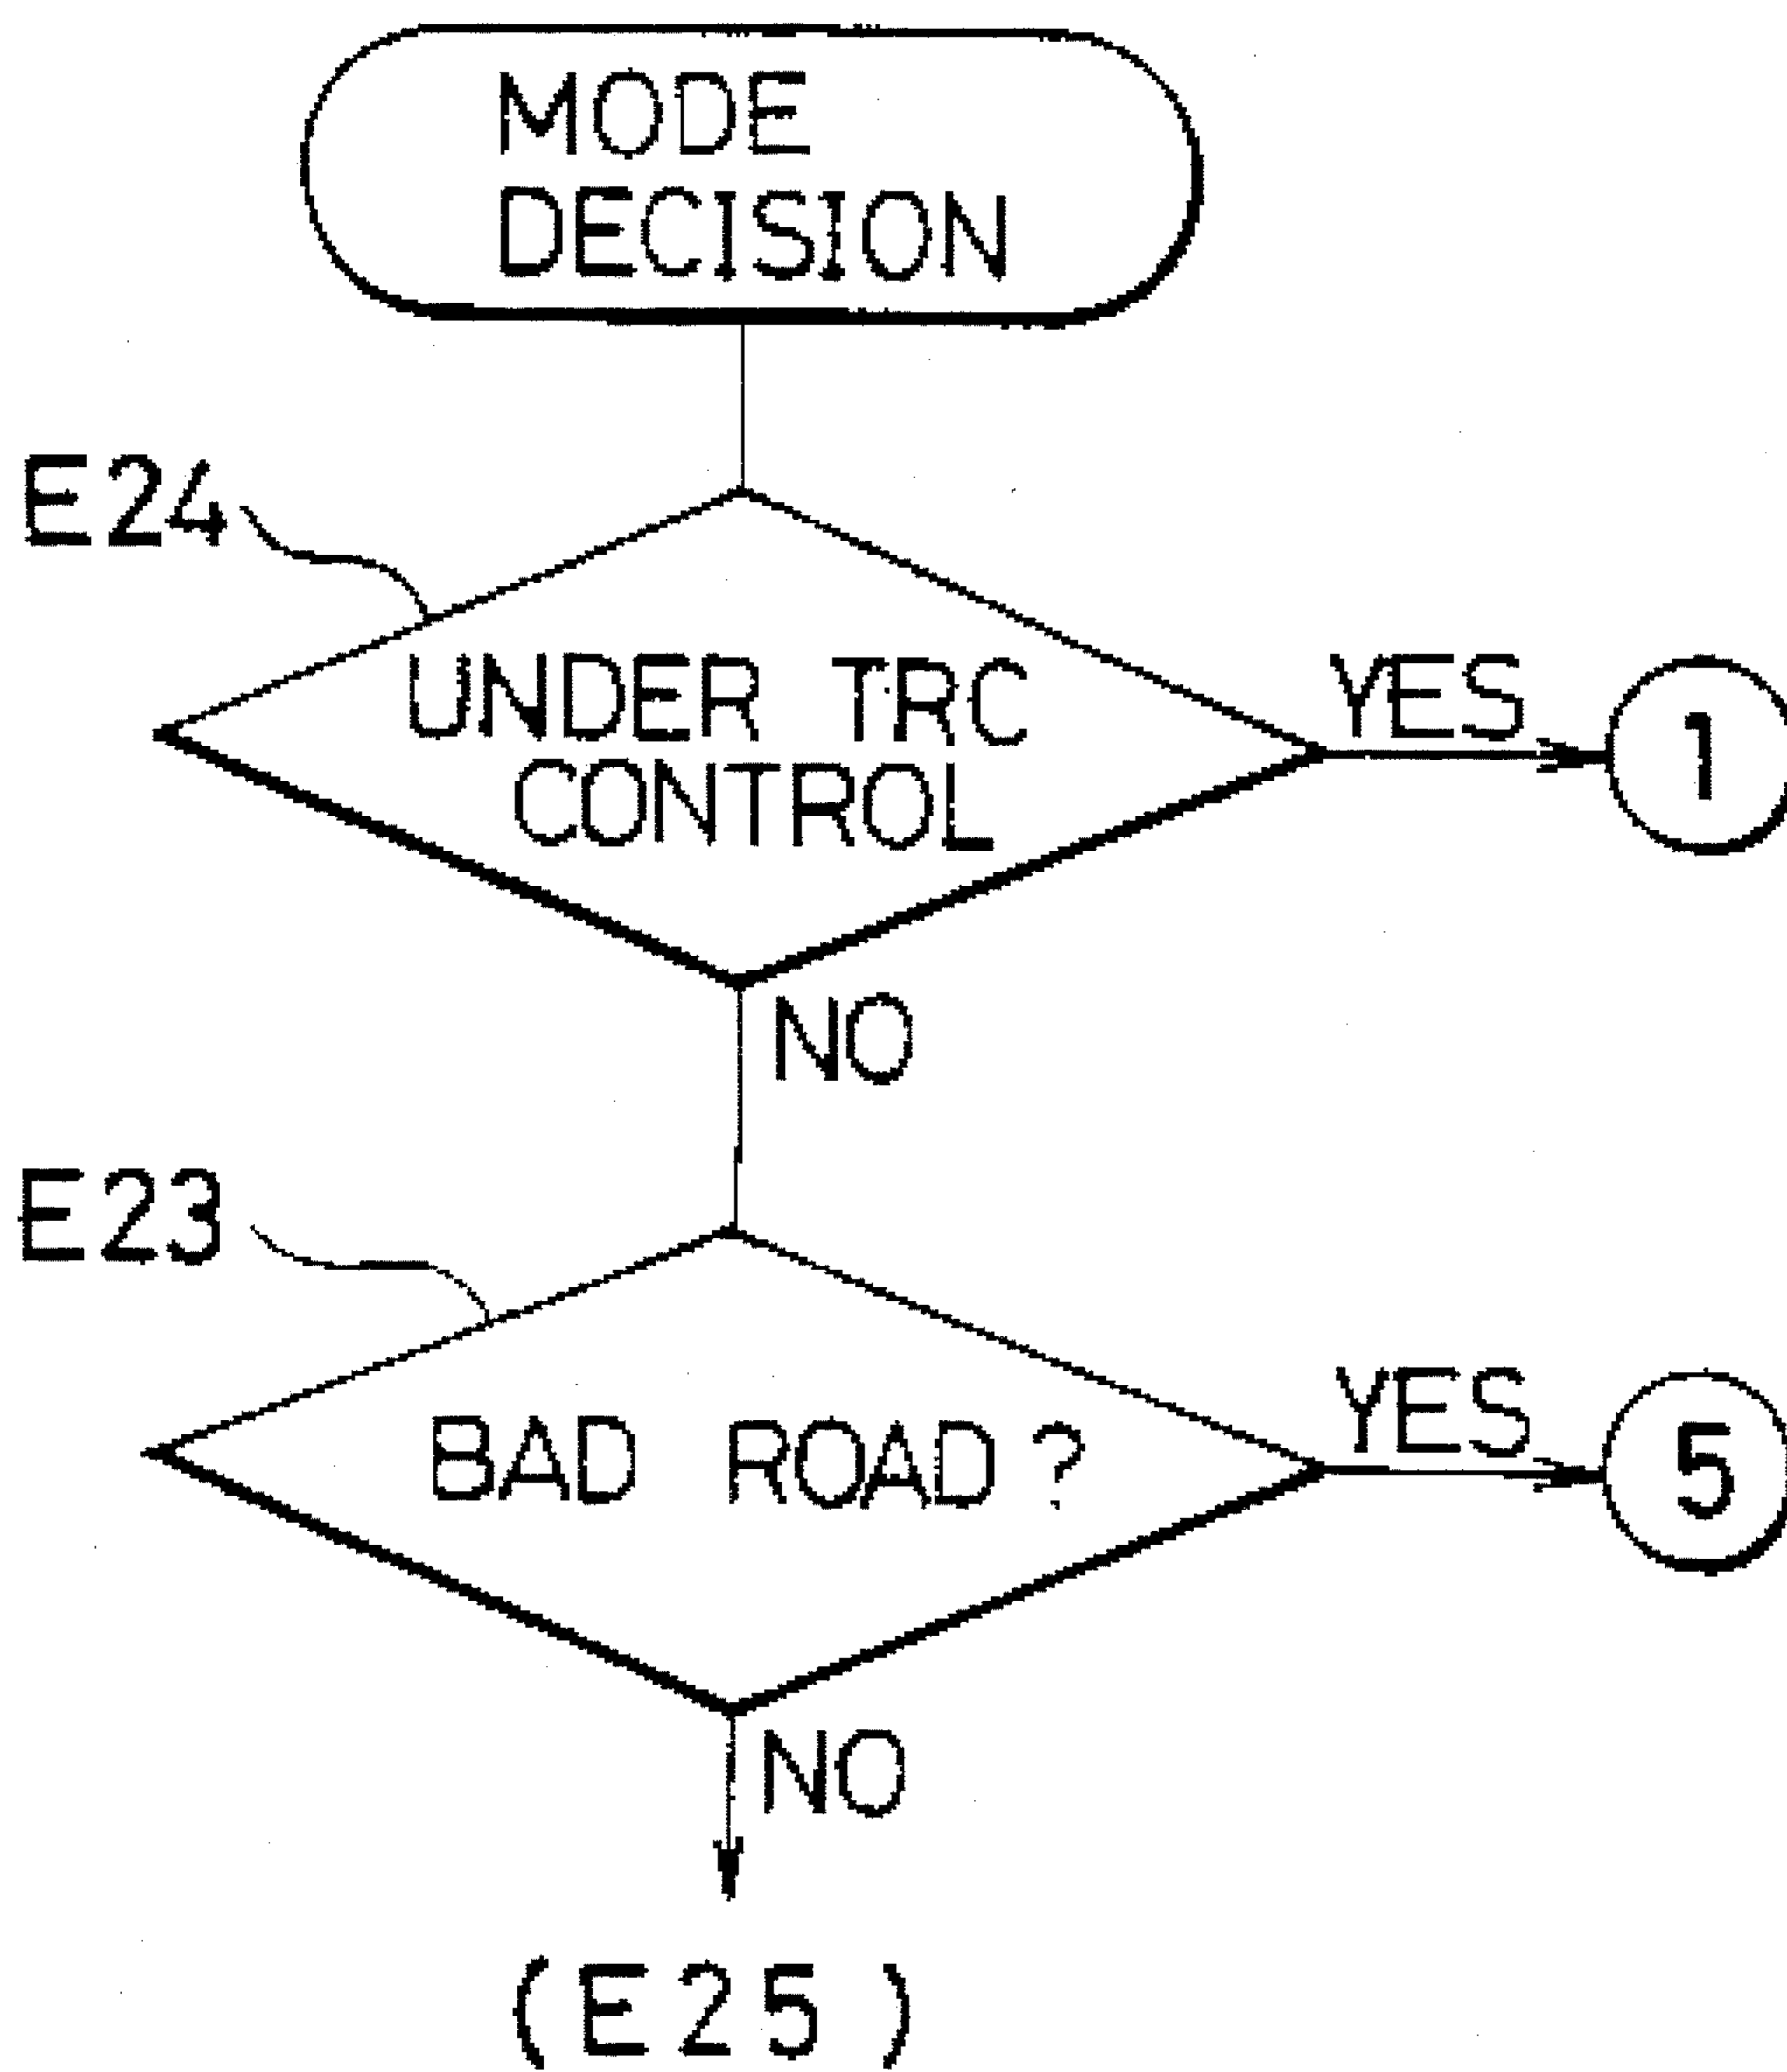 MODE
DECISION
E24
UNDER TRC
CONTROL
YES
1
NO
E23
BAD ROAD?
YES
5
NO
(E25)